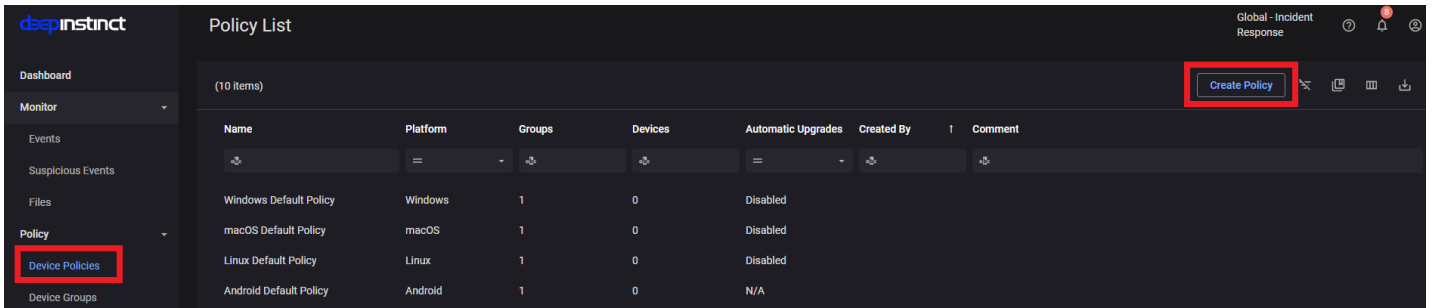 deepinstinct
Policy List
Global - Incident
Response
8
Dashboard
(10 items)
Create Policy
Monitor
Name Platform Groups Devices Automatic Upgrades Created By ↑ Comment
Events
= =
Suspicious Events
Files
Windows Default Policy Windows 1 0 Disabled
Policy
macOS Default Policy macOS 1 0 Disabled
Device Policies
Linux Default Policy Linux 1 0 Disabled
Device Groups
Android Default Policy Android 1 0 N/A